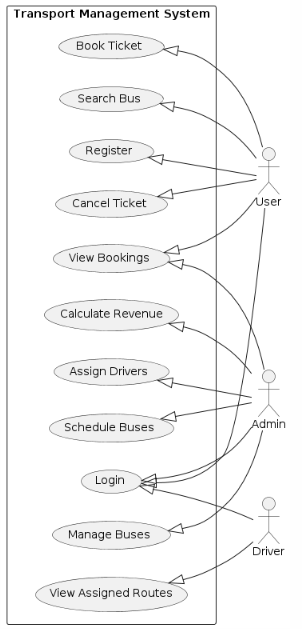 Transport Management System
Book Ticket
Search Bus
Register
Cancel Ticket
User
View Bookings
Calculate Revenue
Assign Drivers
Admin
Schedule Buses
Login
Manage Buses
Driver
View Assigned Routes